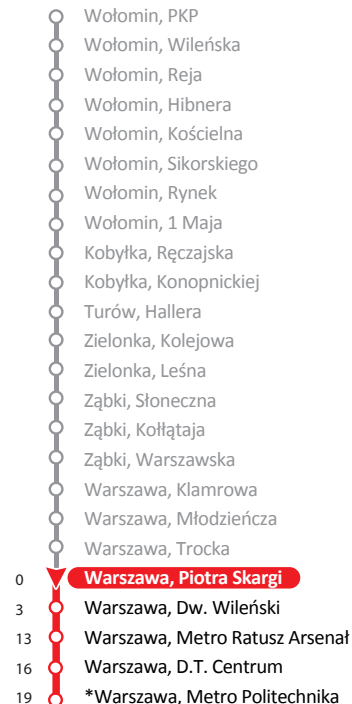 Wołomin, PKP
Wołomin, Wileńska
Wołomin, Reja
Wołomin, Hibnera
Wołomin, Kościelna
Wołomin, Sikorskiego
Wołomin, Rynek
Wołomin, 1 Maja
Kobyłka, Ręczajska
Kobyłka, Konopnickiej
Turów, Hallera
Zielonka, Kolejowa
Zielonka, Leśna
Ząbki, Słoneczna
Ząbki, Kołłątaja
Ząbki, Warszawska
Warszawa, Klamrowa
Warszawa, Młodzieńcza
Warszawa, Trocka
0 Warszawa, Piotra Skargi
3 Warszawa, Dw. Wileński
13 Warszawa, Metro Ratusz Arsenał
16 Warszawa, D.T. Centrum
19 *Warszawa, Metro Politechnika